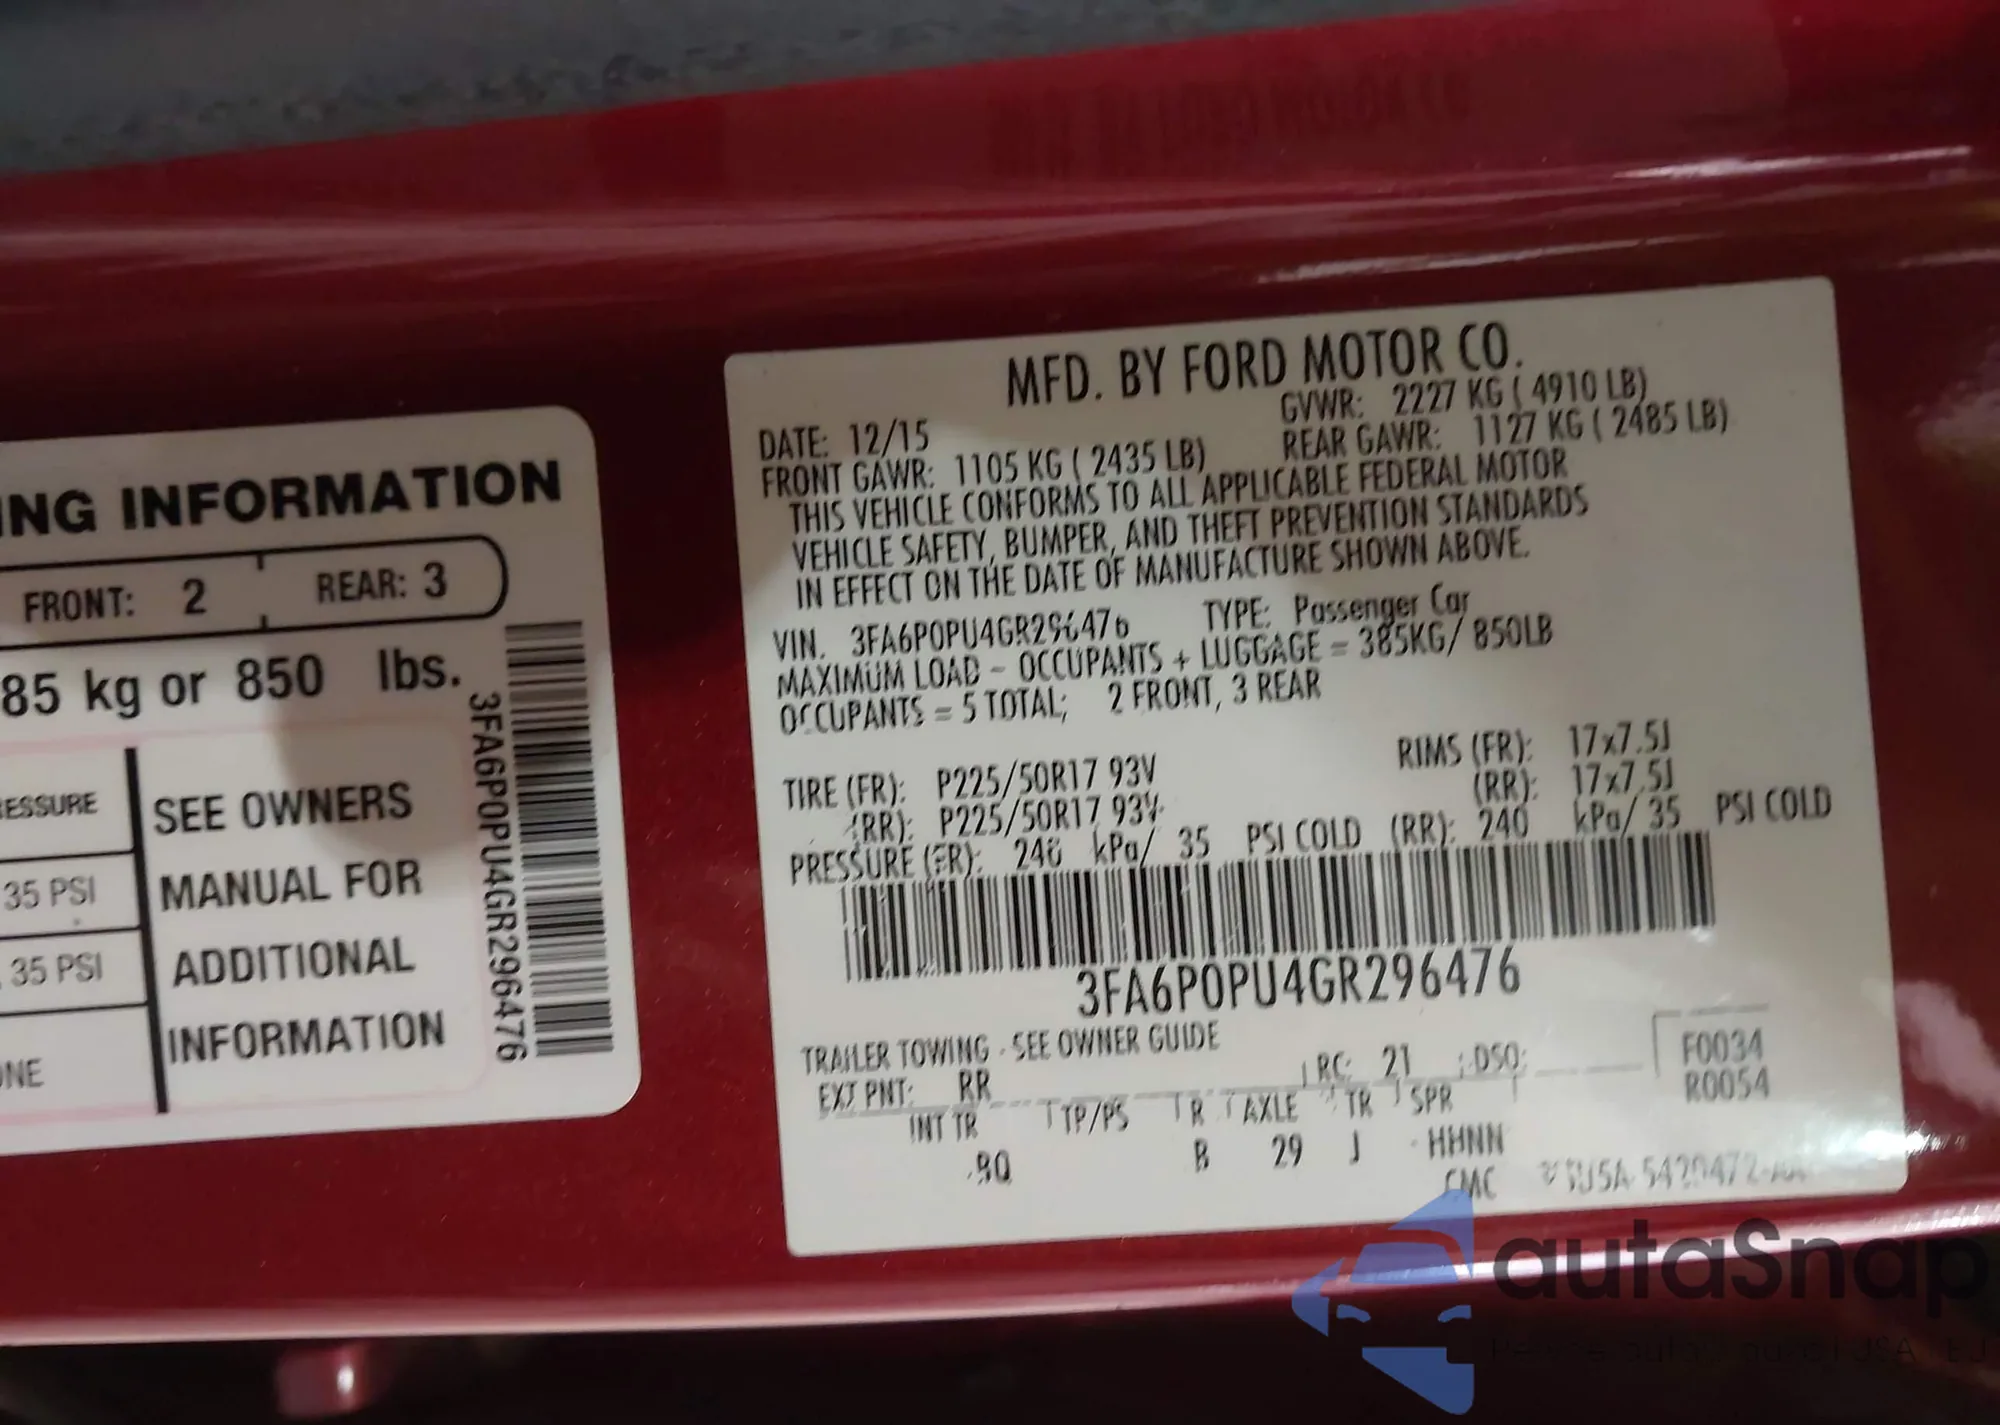 ING INFORMATION
FRONT: 2 REAR: 3
85 kg or 850 lbs.
ESSURE
35 PSI
35 PSI
ONE
SEE OWNERS
MANUAL FOR
ADDITIONAL
INFORMATION
3FA6P0PU4GR296476
MFD. BY FORD MOTOR CO.
DATE: 12/15 GVWR: 2227 KG ( 4910 LB)
FRONT GAWR: 1105 KG ( 2435 LB) REAR GAWR: 1127 KG ( 2485 LB)
THIS VEHICLE CONFORMS TO ALL APPLICABLE FEDERAL MOTOR
VEHICLE SAFETY, BUMPER, AND THEFT PREVENTION STANDARDS
IN EFFECT ON THE DATE OF MANUFACTURE SHOWN ABOVE.
VIN. 3FA6P0PU4GR296476 TYPE: Passenger Car
MAXIMUM LOAD - OCCUPANTS + LUGGAGE = 385KG/ 850LB
OCCUPANTS = 5 TOTAL; 2 FRONT, 3 REAR
TIRE (FR): P225/50R17 93V RIMS (FR): 17x7.5J
(RR): P225/50R17 93V (RR): 17x7.5J
PRESSURE (FR): 240 kPa/ 35 PSI COLD (RR): 240 kPa/ 35 PSI COLD
3FA6P0PU4GR296476
TRAILER TOWING - SEE OWNER GUIDE
EXT PNT: RR RC: 21 DSO: F0034
INT TR TP/PS R AXLE TR SPR R0054
B 29 J HHNN
autaSnap